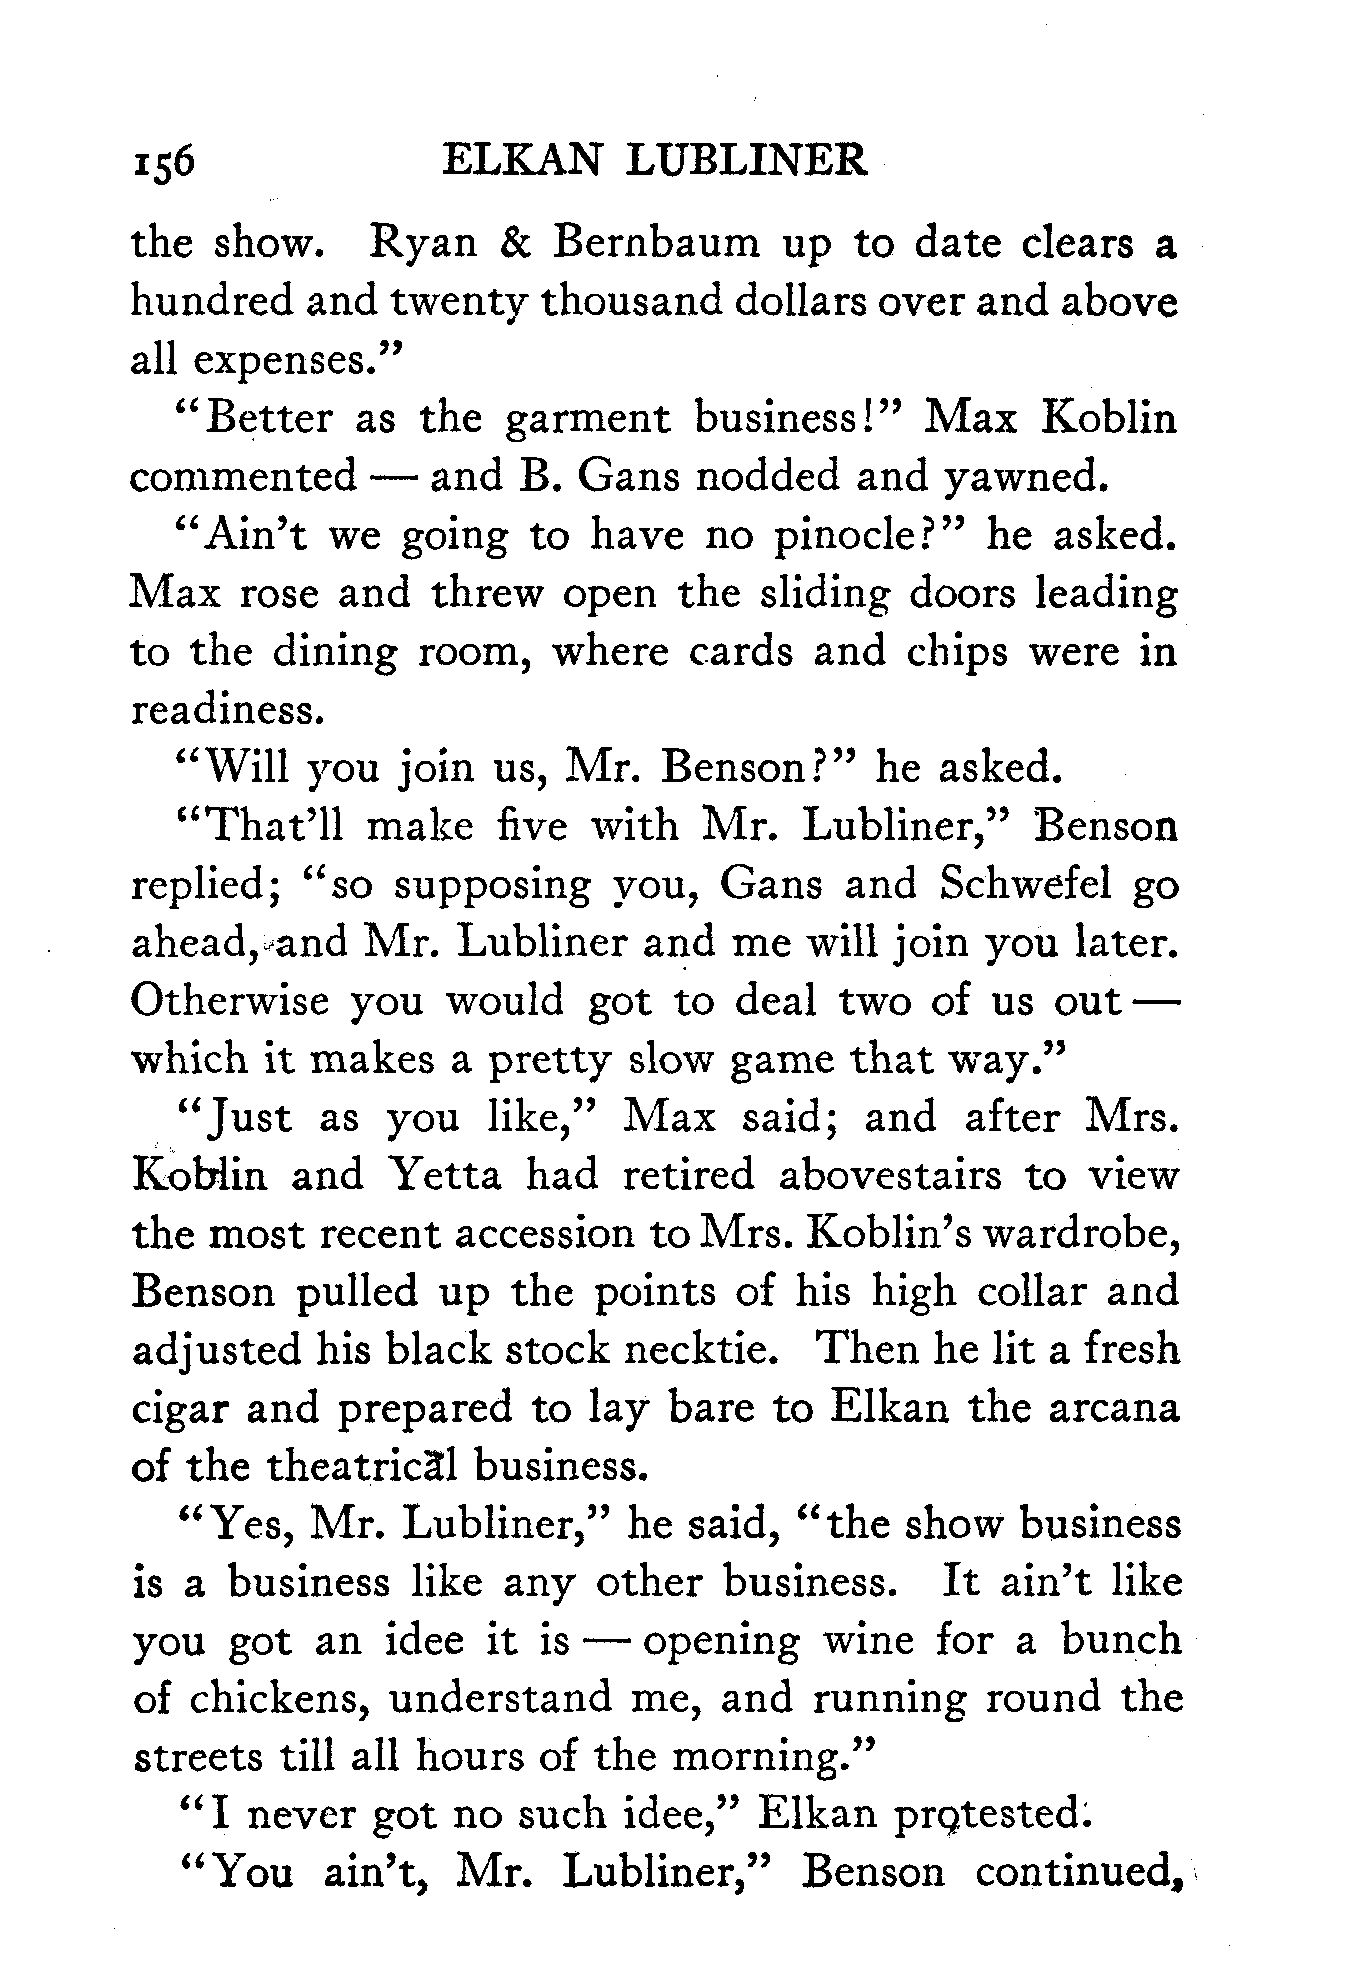 156 ELKAN LUBLINER
the show. Ryan & Bernbaum up to date clears a
hundred and twenty thousand dollars over and above
all expenses."
"Better as the garment business!" Max Koblin
commented — and B. Gans nodded and yawned.
"Ain't we going to have no pinocle?" he asked.
Max rose and threw open the sliding doors leading
to the dining room, where cards and chips were in
readiness.
"Will you join us, Mr. Benson?" he asked.
"That'll make five with Mr. Lubliner," Benson
replied; "so supposing you, Gans and Schwefel go
ahead, and Mr. Lubliner and me will join you later.
Otherwise you would got to deal two of us out —
which it makes a pretty slow game that way."
"Just as you like," Max said; and after Mrs.
Koblin and Yetta had retired abovestairs to view
the most recent accession to Mrs. Koblin's wardrobe,
Benson pulled up the points of his high collar and
adjusted his black stock necktie. Then he lit a fresh
cigar and prepared to lay bare to Elkan the arcana
of the theatrical business.
"Yes, Mr. Lubliner," he said, "the show business
is a business like any other business. It ain't like
you got an idee it is — opening wine for a bunch
of chickens, understand me, and running round the
streets till all hours of the morning."
"I never got no such idee," Elkan protested.
"You ain't, Mr. Lubliner," Benson continued,